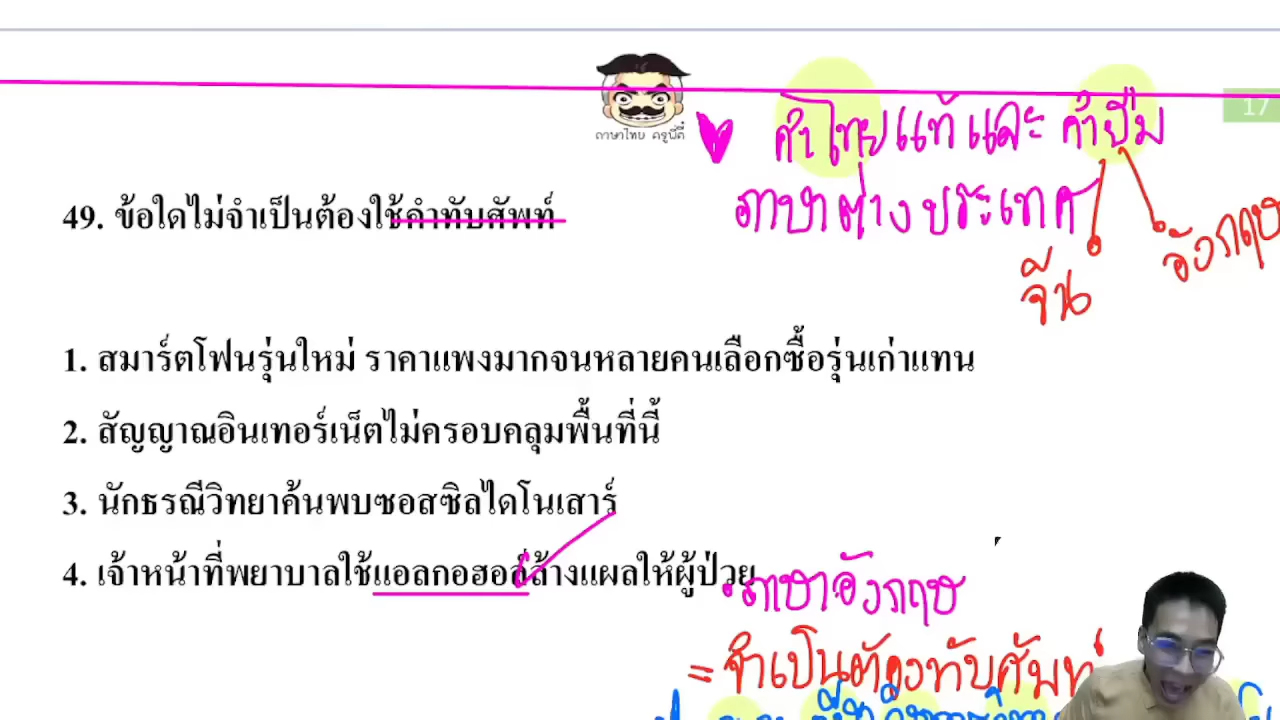 17
ภาษาไทย ครูพี่คี่
คำไทยแท้ และ คำยืม
ภาษาต่างประเทศ
49. ข้อใดไม่จำเป็นต้องใช้คำทับศัพท์
จีน
อังกฤษ
1. สมาร์ตโฟนรุ่นใหม่ ราคาแพงมากจนหลายคนเลือกซื้อรุ่นเก่าแทน
2. สัญญาณอินเทอร์เน็ตไม่ครอบคลุมพื้นที่นี้
3. นักธรณีวิทยาค้นพบซอสซิลไดโนเสาร์
4. เจ้าหน้าที่พยาบาลใช้แอลกอฮอล์ล้างแผลให้ผู้ป่วย
ภาษาอังกฤษ
= จำเป็นต้องทับศัพท์